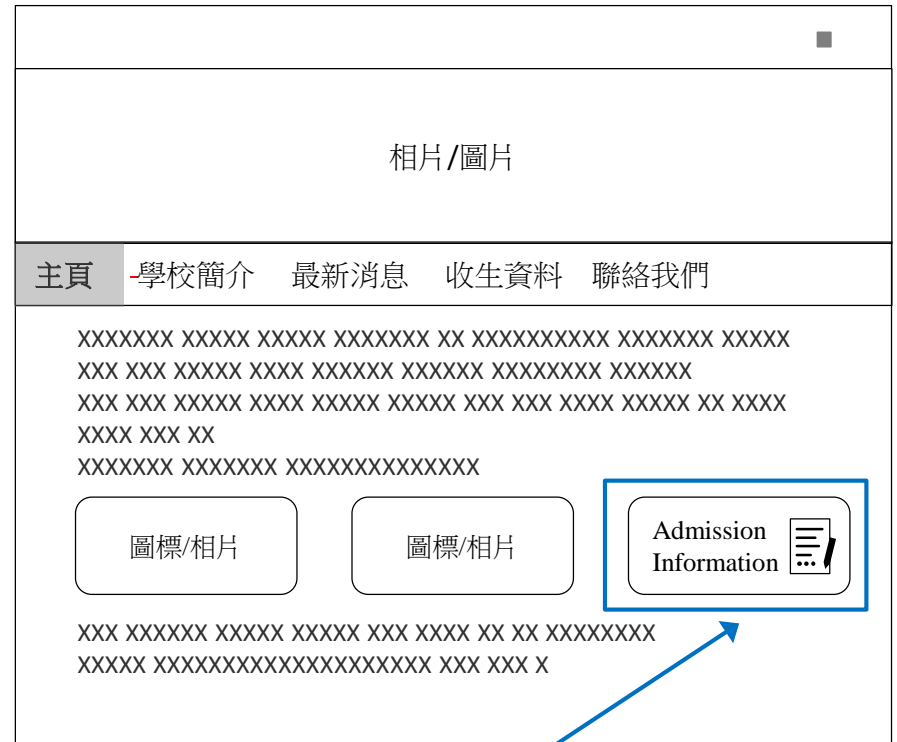 相片/圖片
主頁 學校簡介 最新消息 收生資料 聯絡我們
XXXXXXX XXXXX XXXXX XXXXXXX XX XXXXXXXXXX XXXXXXX XXXXX
XXX XXX XXXXX XXXX XXXXXX XXXXXX XXXXXXXX XXXXXX
XXX XXX XXXXX XXXX XXXXX XXXXX XXX XXX XXXX XXXXX XX XXXX
XXXX XXX XX
XXXXXXX XXXXXXX XXXXXXXXXXXXXX
圖標/相片
圖標/相片
Admission
Information
XXX XXXXXX XXXXX XXXXX XXX XXXX XX XX XXXXXXXX
XXXXX XXXXXXXXXXXXXXXXXXXX XXX XXX X